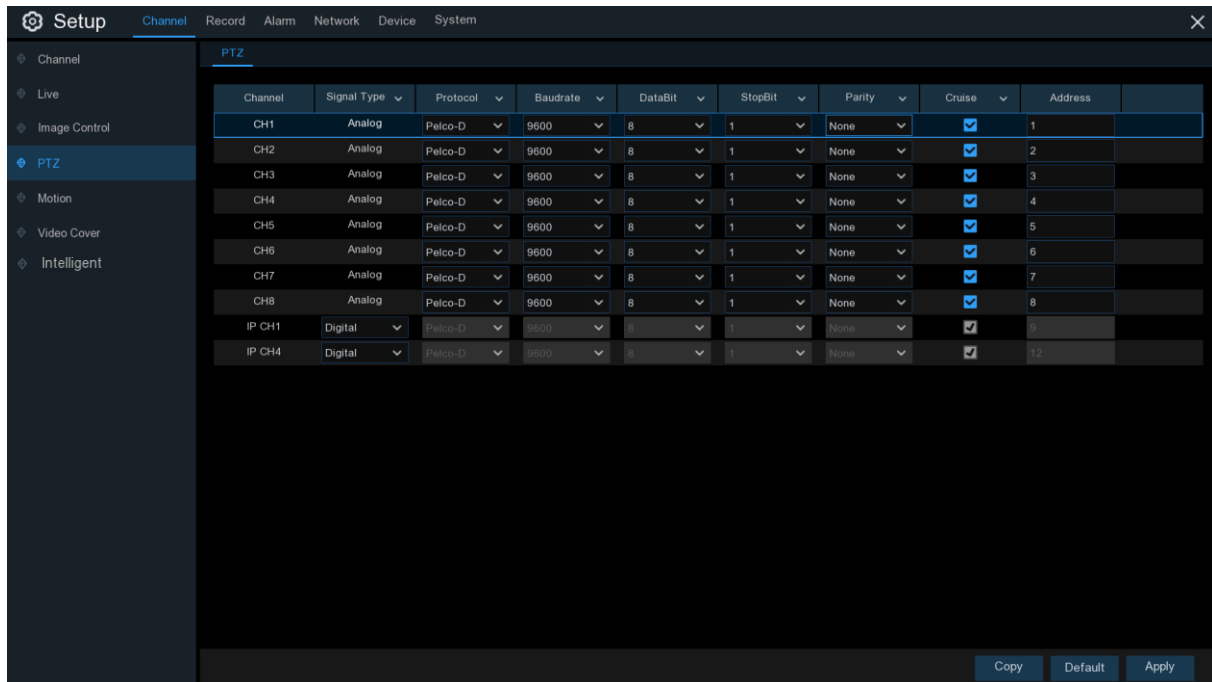 Setup Channel Record Alarm Network Device System
Channel
Live
Image Control
PTZ
Motion
Video Cover
Intelligent
PTZ
Channel Signal Type Protocol Baudrate DataBit StopBit Parity Cruise Address
CH1 Analog Pelco-D 9600 8 1 None 1
CH2 Analog Pelco-D 9600 8 1 None 2
CH3 Analog Pelco-D 9600 8 1 None 3
CH4 Analog Pelco-D 9600 8 1 None 4
CH5 Analog Pelco-D 9600 8 1 None 5
CH6 Analog Pelco-D 9600 8 1 None 6
CH7 Analog Pelco-D 9600 8 1 None 7
CH8 Analog Pelco-D 9600 8 1 None 8
IP CH1 Digital Pelco-D 9600 8 1 None 9
IP CH4 Digital Pelco-D 9600 8 1 None 12
Copy Default Apply